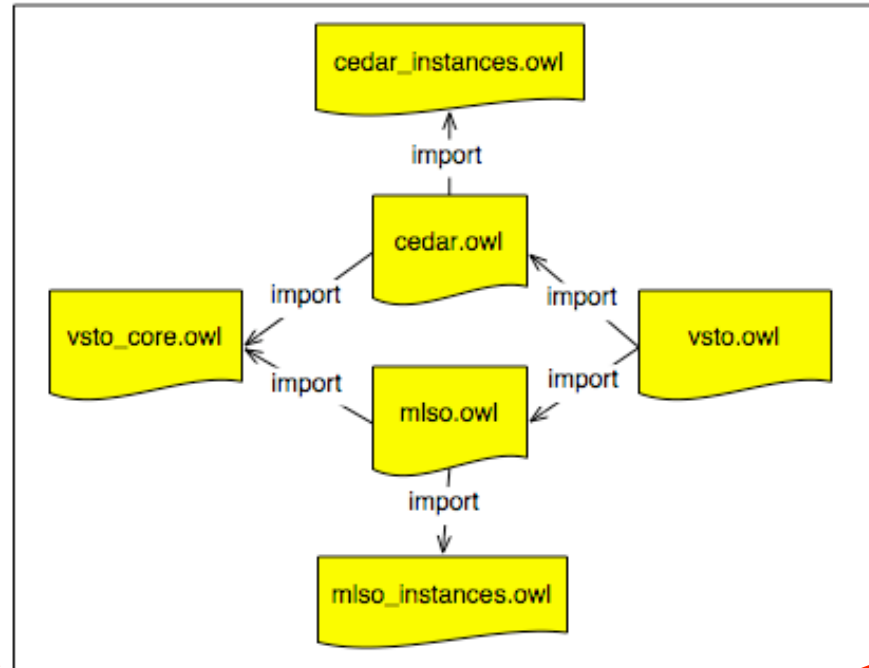 cedar_instances.owl
import
cedar.owl
import
import
vsto_core.owl
vsto.owl
import
import
mlso.owl
import
mlso_instances.owl